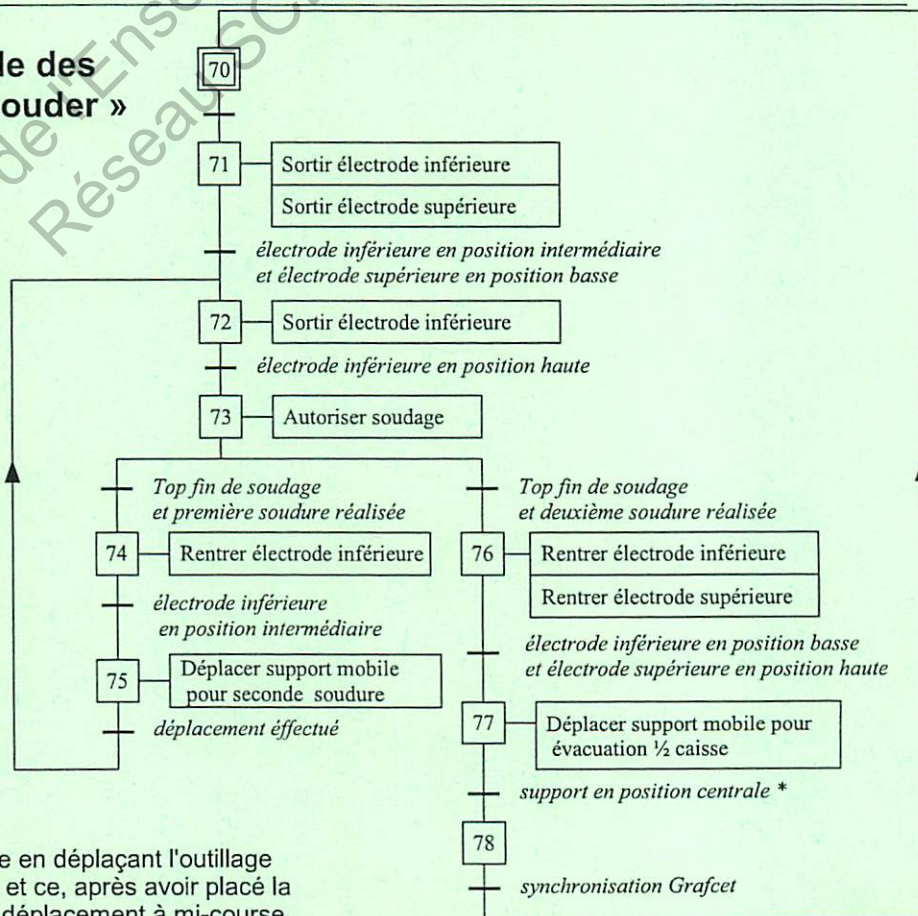 de l'Ense
Réseau SC
le des
ouder »
70
71
Sortir électrode inférieure
Sortir électrode supérieure
électrode inférieure en position intermédiaire
et électrode supérieure en position basse
72
Sortir électrode inférieure
électrode inférieure en position haute
73
Autoriser soudage
Top fin de soudage
et première soudure réalisée
74
Rentrer électrode inférieure
électrode inférieure
en position intermédiaire
75
Déplacer support mobile
pour seconde soudure
déplacement éffectué
Top fin de soudage
et deuxième soudure réalisée
76
Rentrer électrode inférieure
Rentrer électrode supérieure
électrode inférieure en position basse
et électrode supérieure en position haute
77
Déplacer support mobile pour
évacuation ½ caisse
support en position centrale *
78
synchronisation Grafcet
e en déplaçant l'outillage
et ce, après avoir placé la
déplacement à mi-course